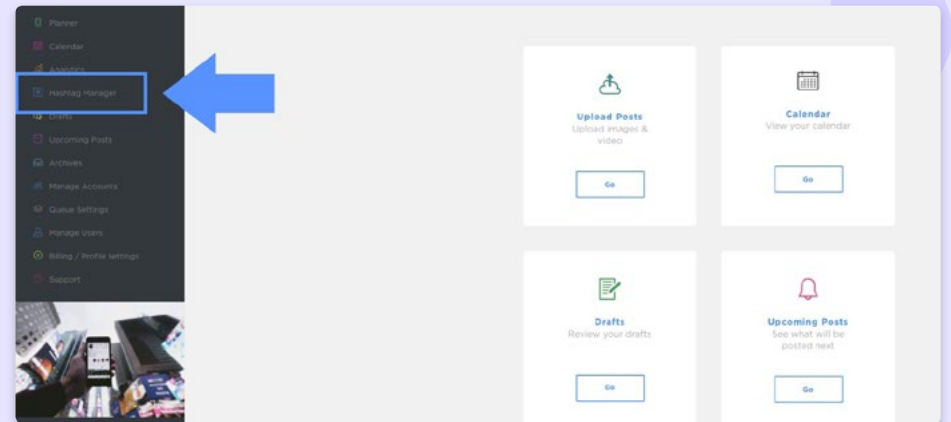 Planner
Calendar
Analytics
Hashtag Manager
Drafts
Upcoming Posts
Archives
Manage Accounts
Queue Settings
Manage Users
Billing / Profile Settings
Support
Upload Posts
Upload images &
video
Go
Calendar
View your calendar
Go
Drafts
Review your drafts
Go
Upcoming Posts
See what will be
posted next
Go